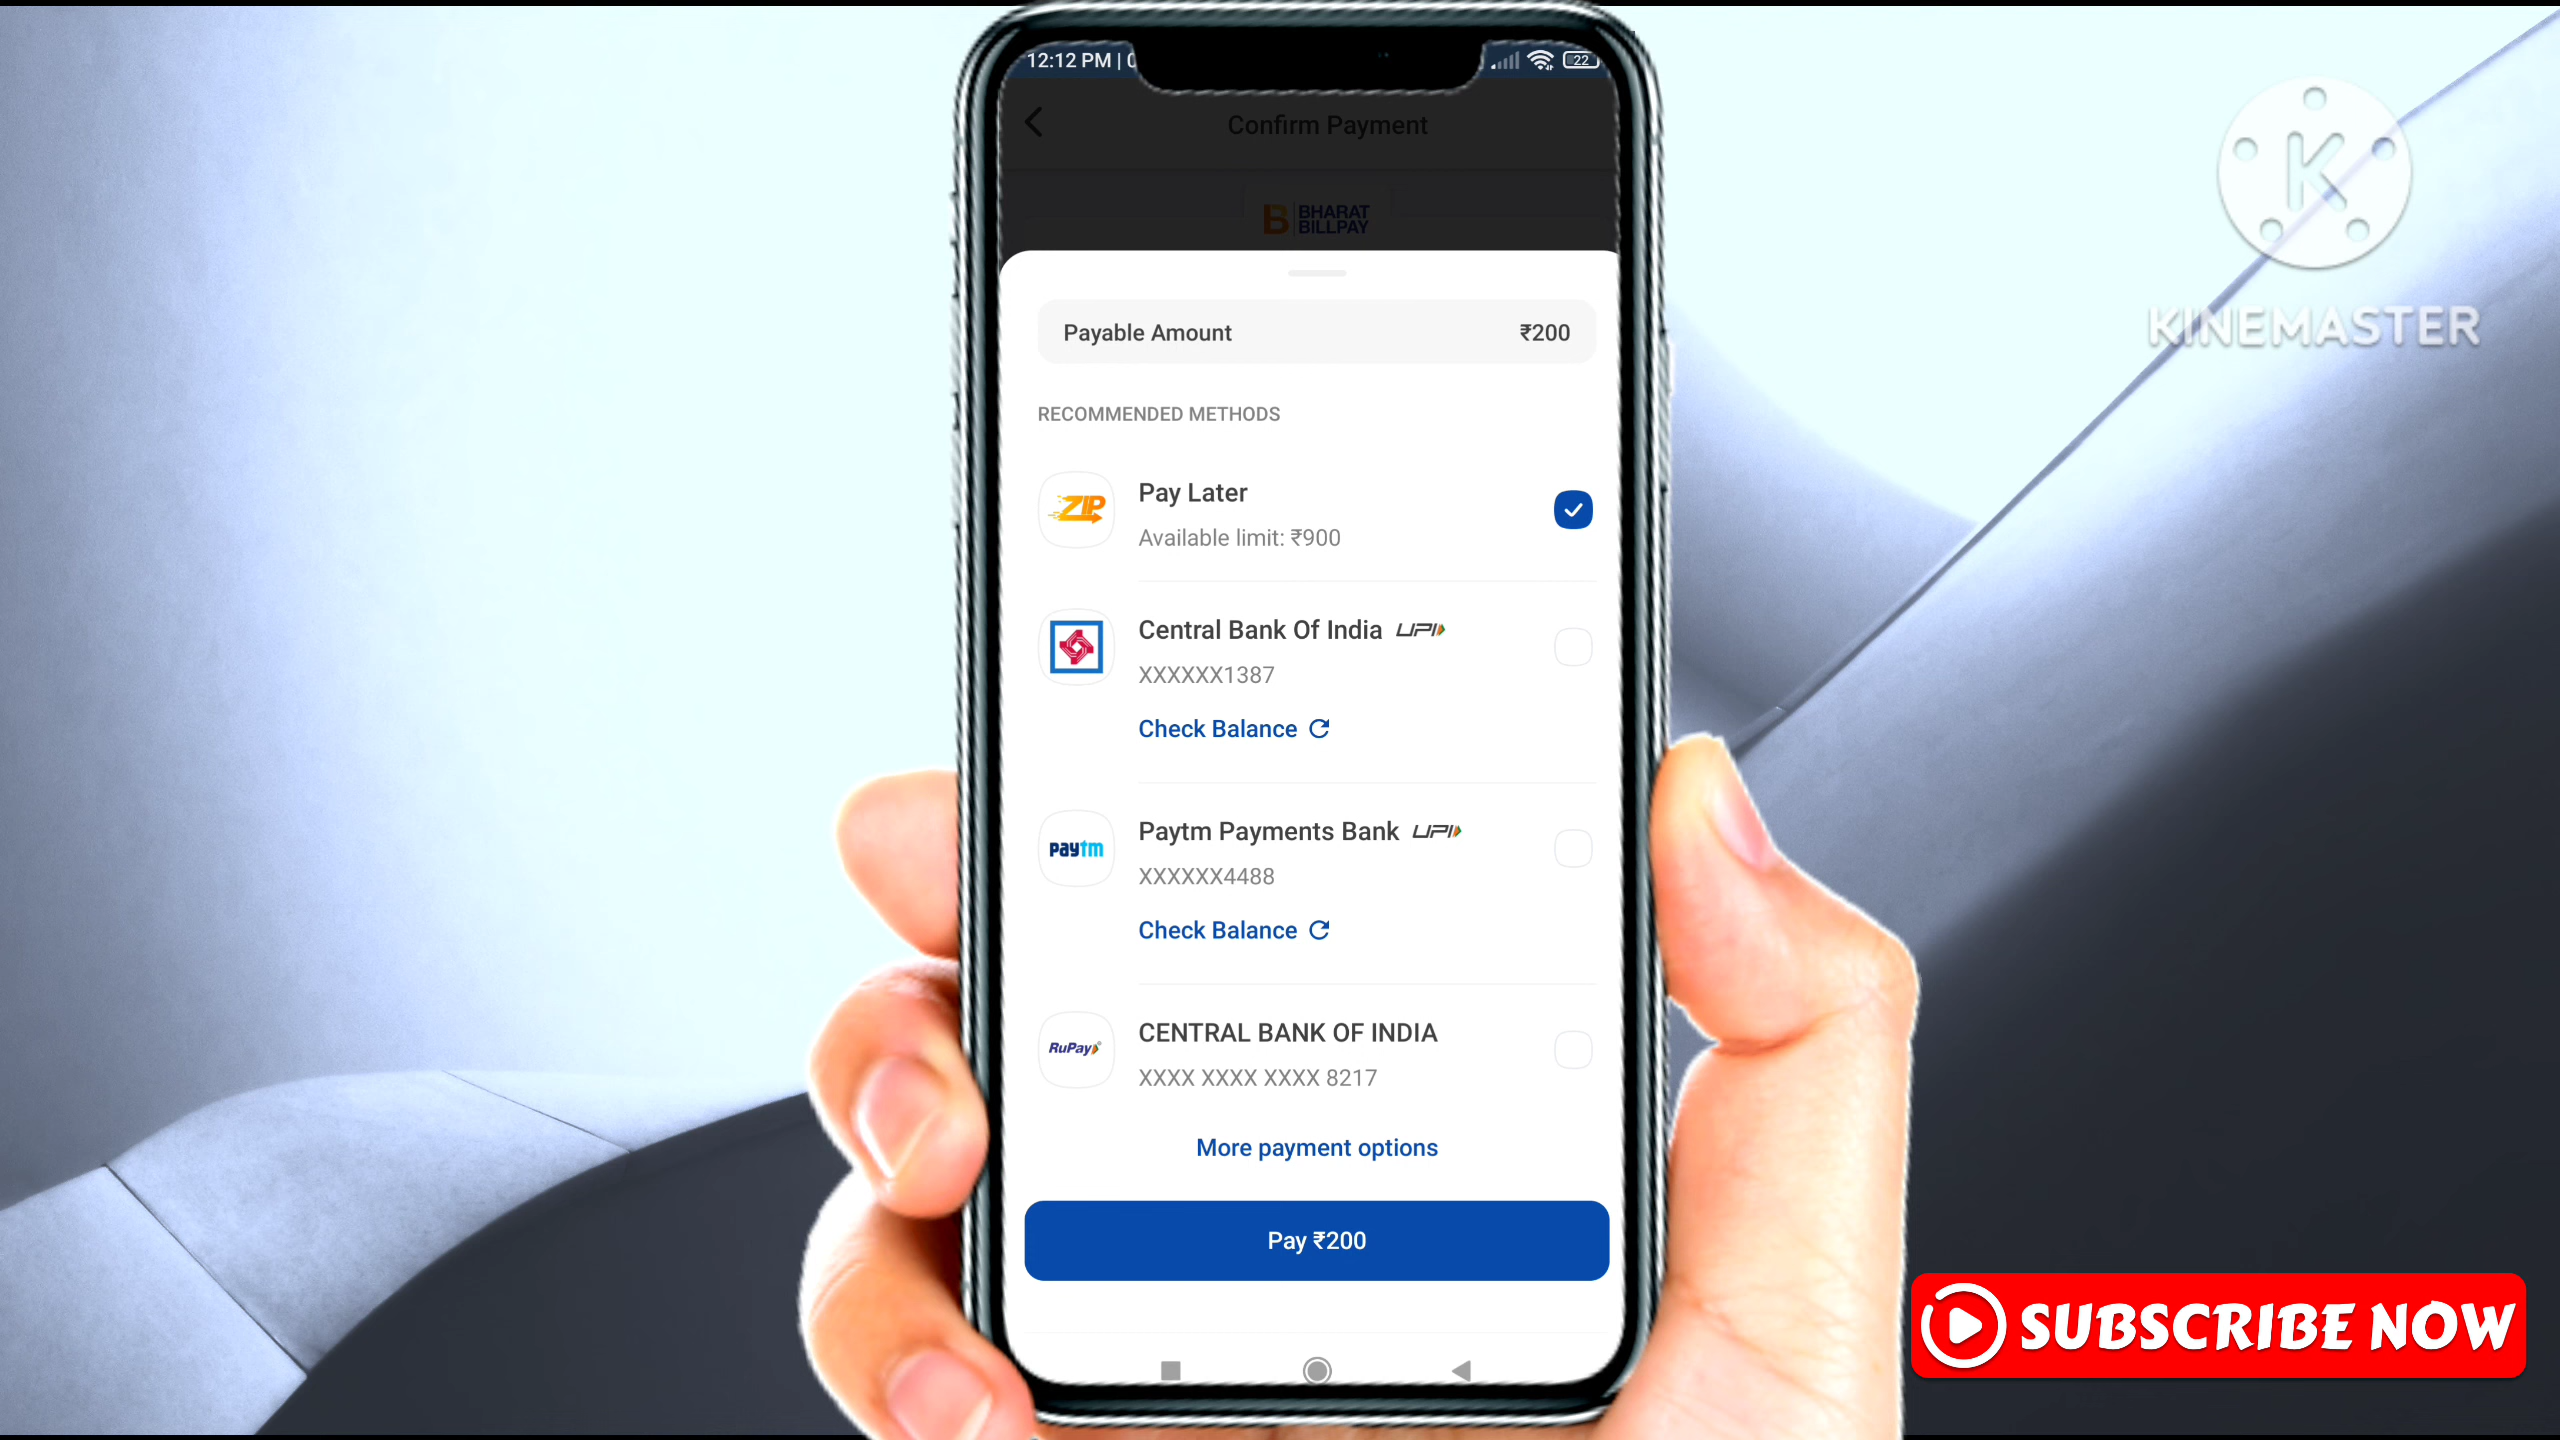 12:12 PM |
22
Confirm Payment
B BHARAT
BILLPAY
K
KINEMASTER
Payable Amount ₹200
RECOMMENDED METHODS
ZIP
Pay Later
Available limit: ₹900
Central Bank Of India UPI
XXXXXX1387
Check Balance
paytm
Paytm Payments Bank UPI
XXXXXX4488
Check Balance
RuPay
CENTRAL BANK OF INDIA
XXXX XXXX XXXX 8217
More payment options
Pay ₹200
SUBSCRIBE NOW